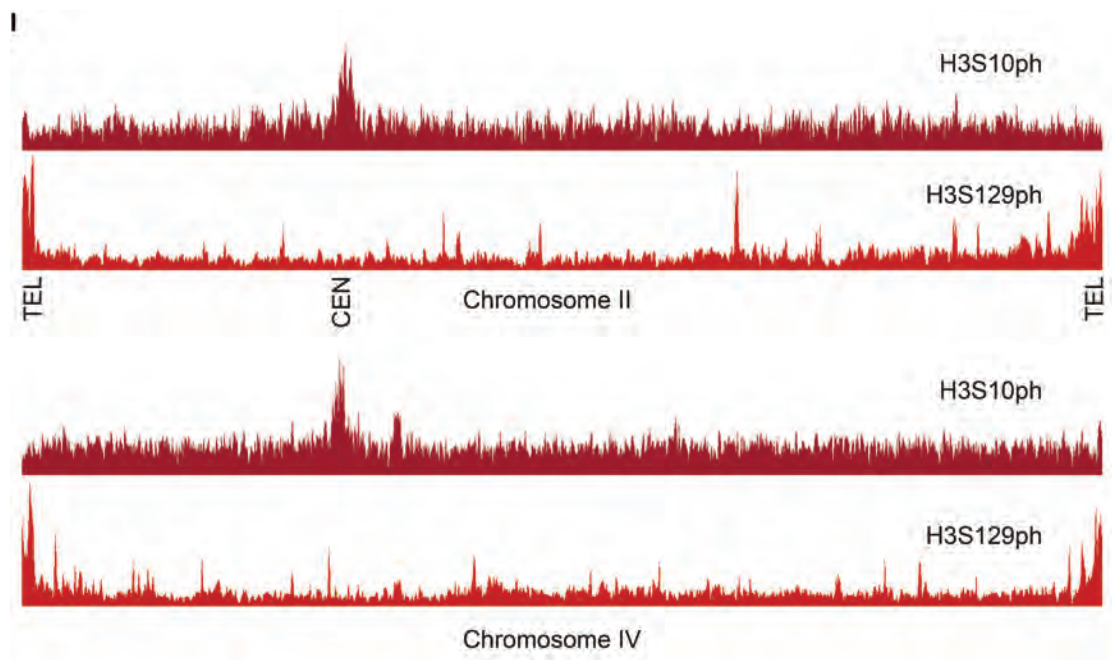 I
H3S10ph
H3S129ph
TEL
CEN
Chromosome II
TEL
H3S10ph
H3S129ph
Chromosome IV